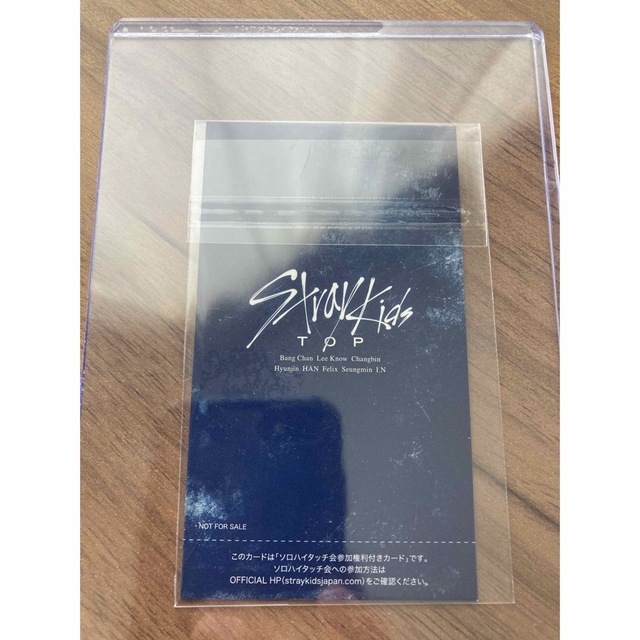 Stray Kids
TOP
Bang Chan Lee Know Changbin
Hyunjin HAN Felix Seungmin I.N
· NOT FOR SALE
このカードは「ソロハイタッチ会参加権利付きカード」です。
ソロハイタッチ会への参加方法は
OFFICIAL HP(straykidsjapan.com)をご確認ください。